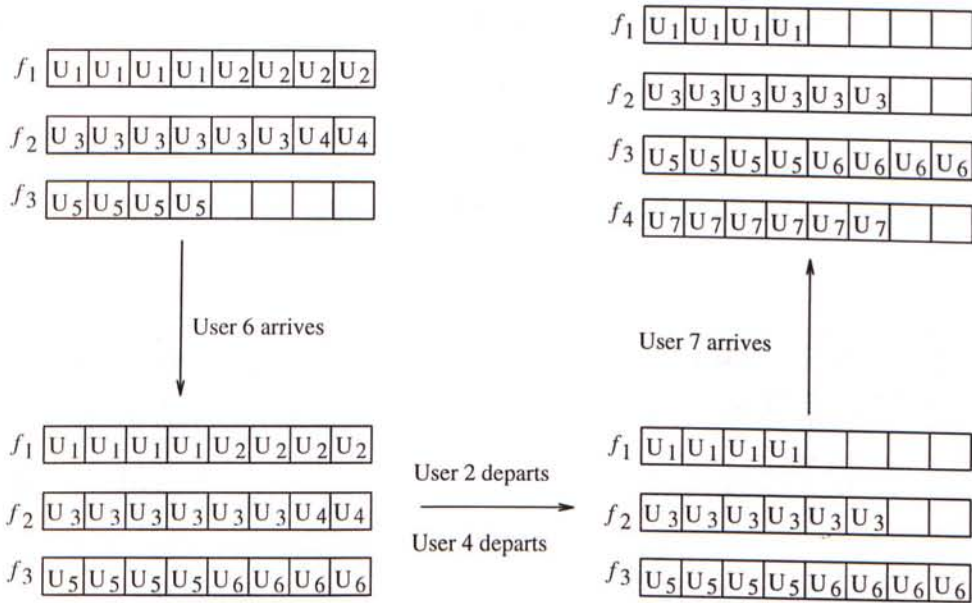 f1 U1 U1 U1 U1 U2 U2 U2 U2
f2 U3 U3 U3 U3 U3 U3 U4 U4
f3 U5 U5 U5 U5
User 6 arrives
f1 U1 U1 U1 U1 U2 U2 U2 U2
f2 U3 U3 U3 U3 U3 U3 U4 U4
f3 U5 U5 U5 U5 U6 U6 U6 U6
User 2 departs
User 4 departs
f1 U1 U1 U1 U1
f2 U3 U3 U3 U3 U3 U3
f3 U5 U5 U5 U5 U6 U6 U6 U6
User 7 arrives
f1 U1 U1 U1 U1
f2 U3 U3 U3 U3 U3 U3
f3 U5 U5 U5 U5 U6 U6 U6 U6
f4 U7 U7 U7 U7 U7 U7